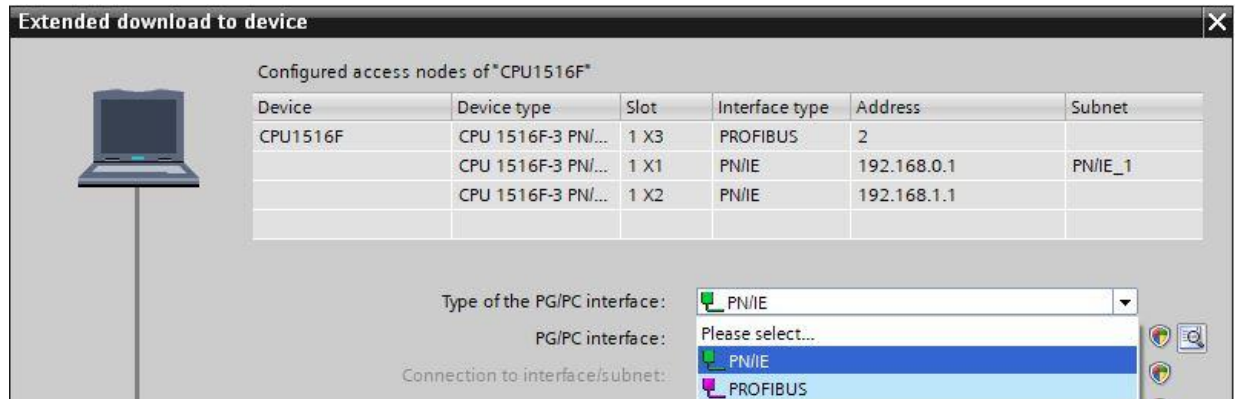 Extended download to device
Configured access nodes of "CPU1516F"
Device Device type Slot Interface type Address Subnet
CPU1516F CPU 1516F-3 PN/... 1 X3 PROFIBUS 2
CPU 1516F-3 PN/... 1 X1 PN/IE 192.168.0.1 PN/IE_1
CPU 1516F-3 PN/... 1 X2 PN/IE 192.168.1.1
Type of the PG/PC interface: PN/IE
PG/PC interface: Please select...
PN/IE
Connection to interface/subnet:
PROFIBUS